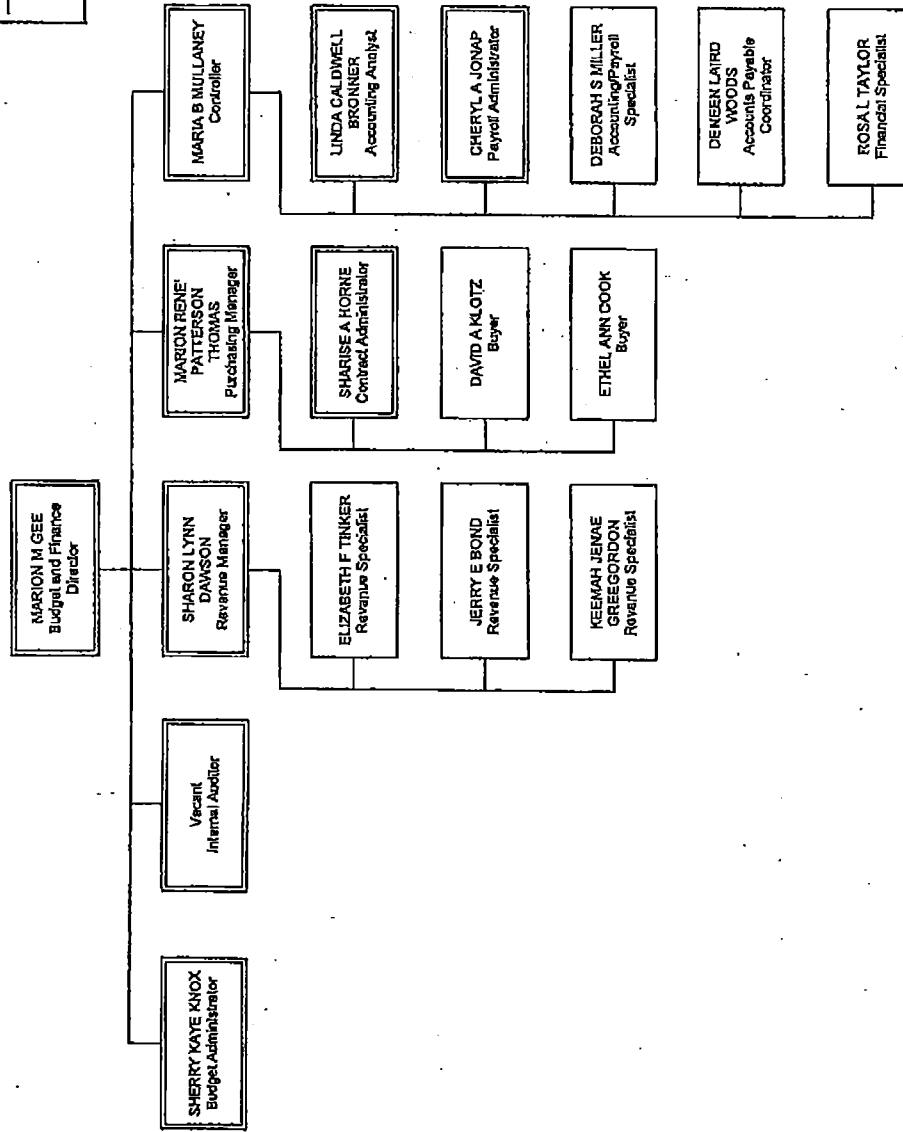 MARION M GEE
Budget and Finance
Director
SHERRY KAYE KNOX
Budget Administrator
Vacant
Internal Auditor
SHARON LYNN
DAWSON
Revenue Manager
ELIZABETH F TINKER
Revenue Specialist
JERRY E BOND
Revenue Specialist
KEEMAH JENAE
GREEGORDON
Revenue Specialist
MARION RENE'
PATTERSON
THOMAS
Purchasing Manager
SHARISE A HORNE
Contract Administrator
DAVID A KLOTZ
Buyer
ETHEL ANN COOK
Buyer
MARIA B MULLANEY
Controller
LINDA CALDWELL
BRONNER
Accounting Analyst
CHERYL A JONAP
Payroll Administrator
DEBORAH S MILLER
Accounting/Payroll
Specialist
DENEEN LAIRD
WOODS
Accounts Payable
Coordinator
ROSA L TAYLOR
Financial Specialist